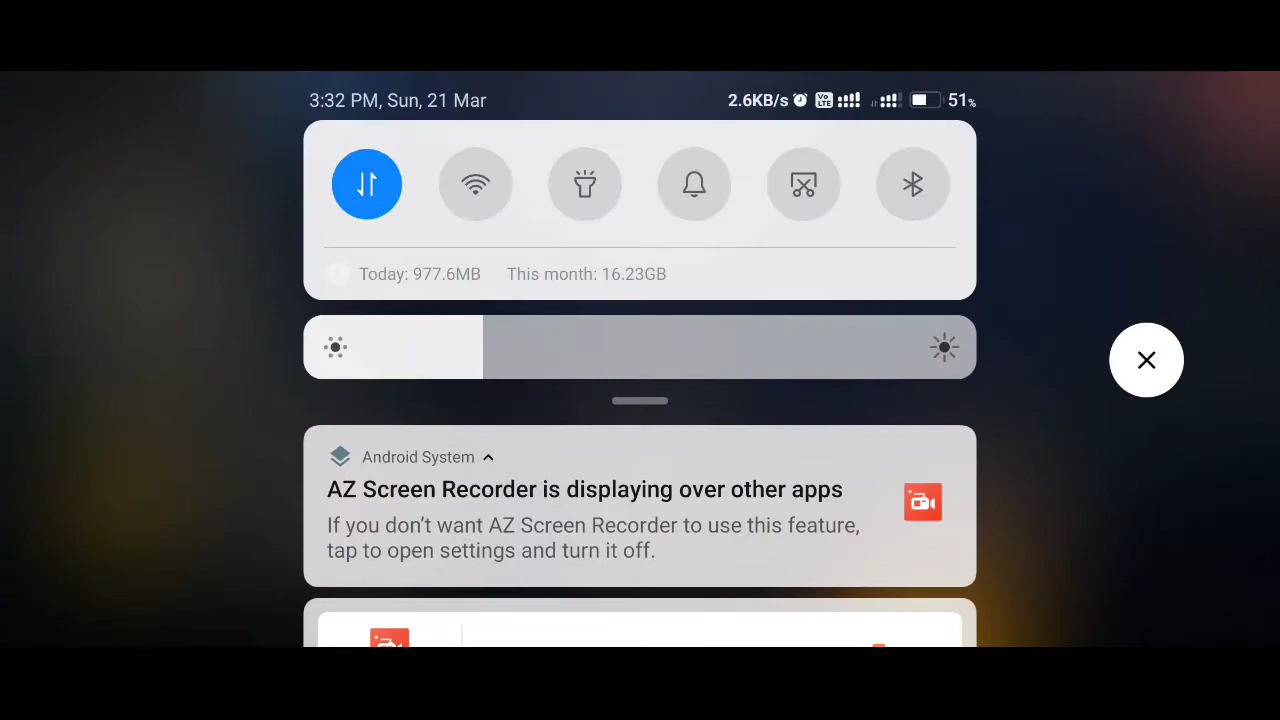 3:32 PM, Sun, 21 Mar
2.6KB/s Vo LTE 51%
Today: 977.6MB This month: 16.23GB
Android System
AZ Screen Recorder is displaying over other apps
If you don’t want AZ Screen Recorder to use this feature,
tap to open settings and turn it off.